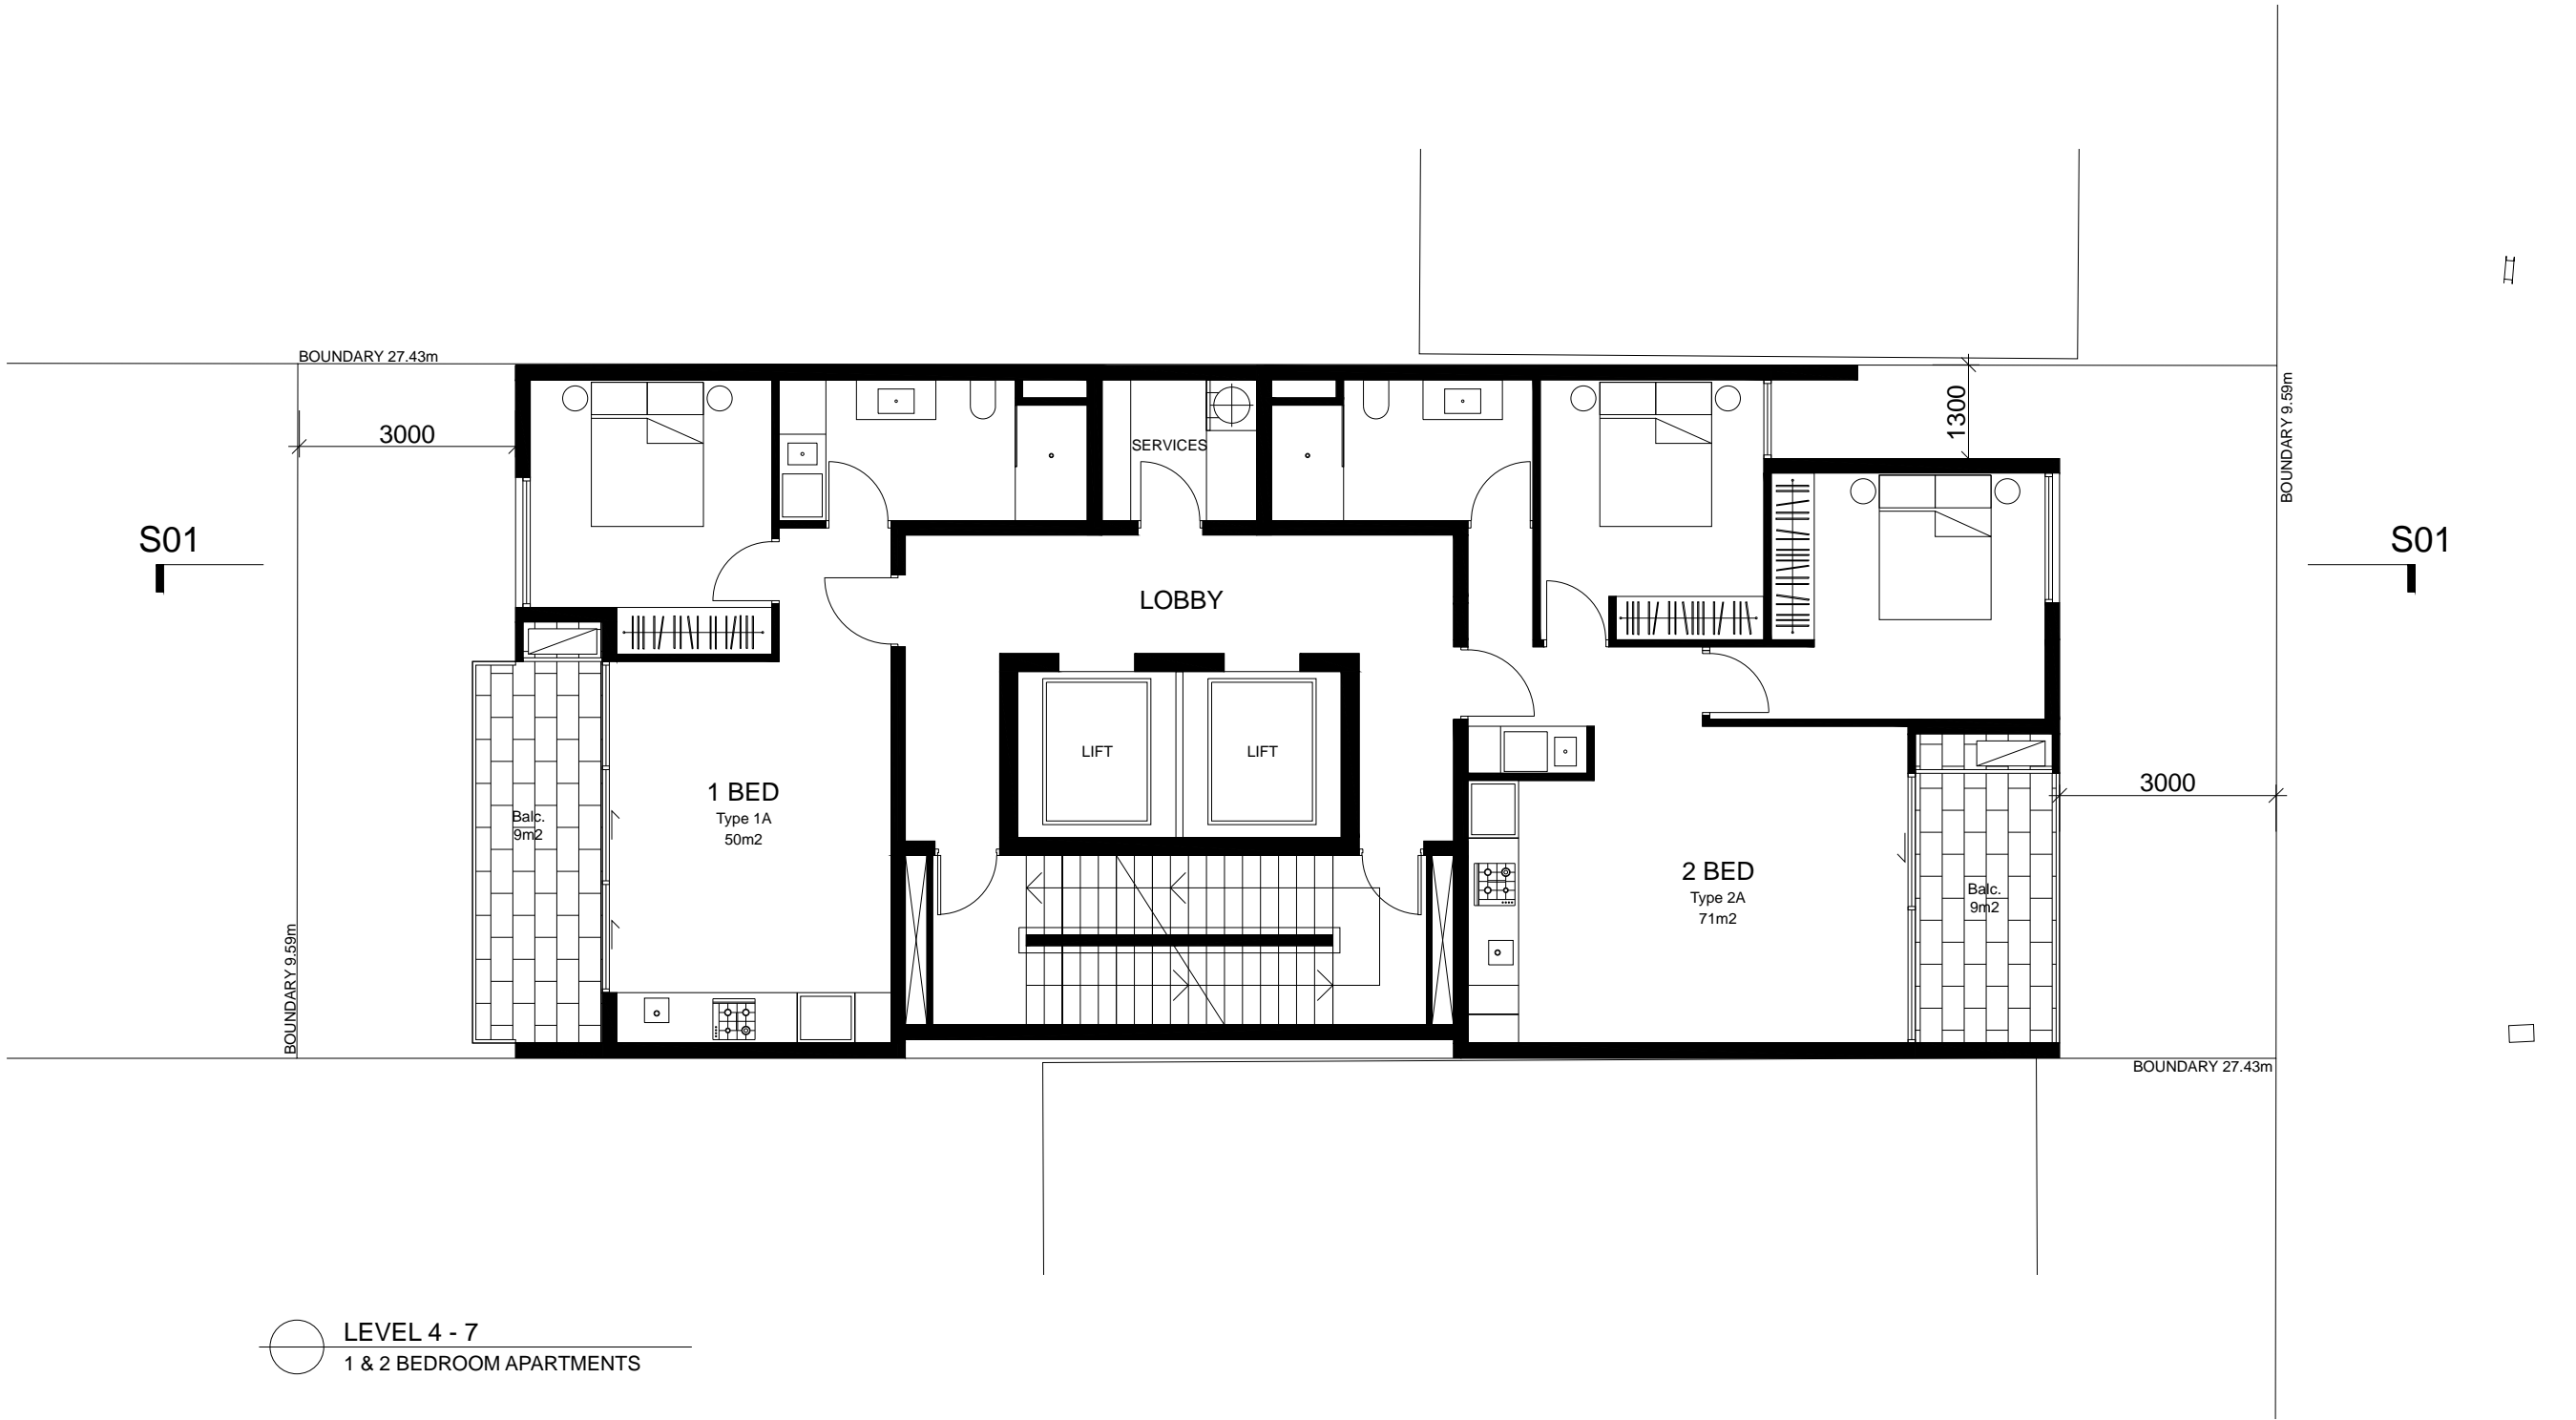 BOUNDARY 27.43m
BOUNDARY 9.59m
1300
3000
SERVICES
S01
S01
LOBBY
LIFT
LIFT
3000
1 BED
Type 1A
50m2
Balc.
9m2
2 BED
Type 2A
71m2
Balc.
9m2
BOUNDARY 9.59m
BOUNDARY 27.43m
LEVEL 4 - 7
1 & 2 BEDROOM APARTMENTS